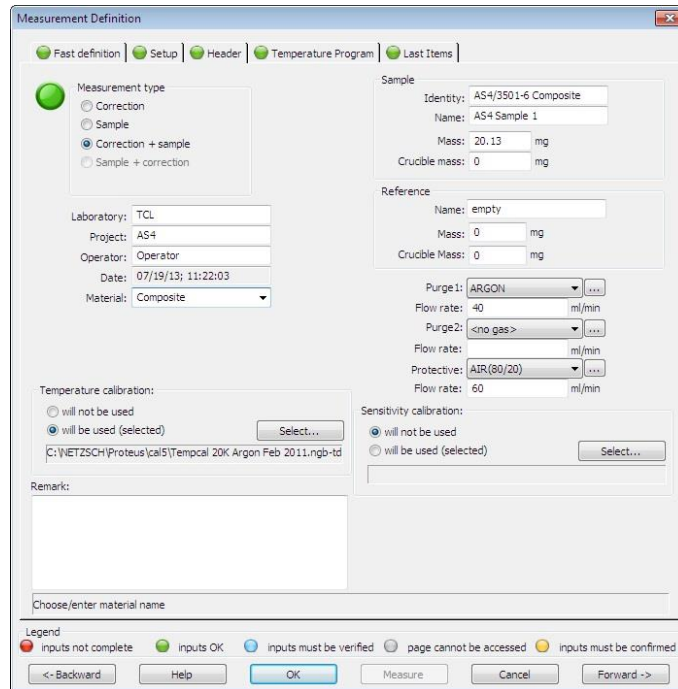 Measurement Definition
Fast definition Setup Header Temperature Program Last Items
Measurement type
Correction
Sample
Correction + sample
Sample + correction
Laboratory: TCL
Project: AS4
Operator: Operator
Date: 07/19/13; 11:22:03
Material: Composite
Sample
Identity: AS4/3501-6 Composite
Name: AS4 Sample 1
Mass: 20.13 mg
Crucible mass: 0 mg
Reference
Name: empty
Mass: 0 mg
Crucible Mass: 0 mg
Purge1: ARGON ...
Flow rate: 40 ml/min
Purge2: <no gas> ...
Flow rate: ml/min
Protective: AIR(80/20) ...
Flow rate: 60 ml/min
Temperature calibration:
will not be used
will be used (selected) Select...
C:\NETZSCH\Proteus\cal5\Tempcal 20K Argon Feb 2011.ngb-td
Sensitivity calibration:
will not be used
will be used (selected) Select...
Remark:
Choose/enter material name
Legend
inputs not complete inputs OK inputs must be verified page cannot be accessed inputs must be confirmed
<- Backward Help OK Measure Cancel Forward ->